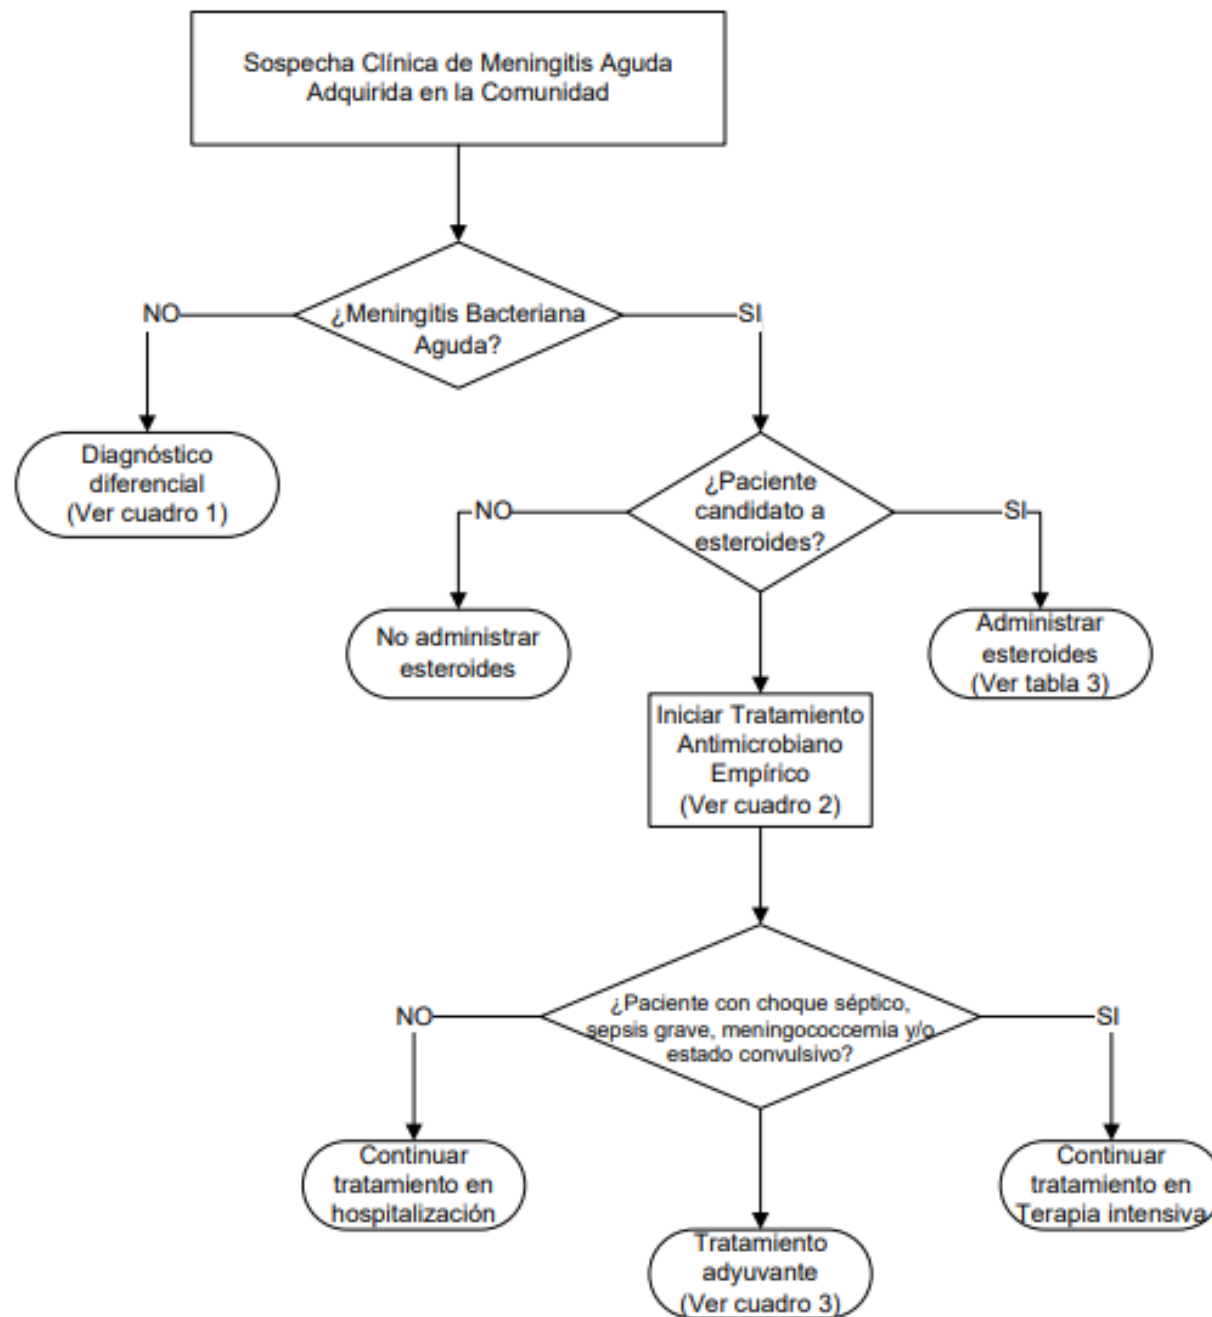 Sospecha Clínica de Meningitis Aguda
Adquirida en la Comunidad
¿Meningitis Bacteriana
Aguda?
NO
SI
Diagnóstico
diferencial
(Ver cuadro 1)
¿Paciente
candidato a
esteroides?
NO
SI
No administrar
esteroides
Administrar
esteroides
(Ver tabla 3)
Iniciar Tratamiento
Antimicrobiano
Empírico
(Ver cuadro 2)
¿Paciente con choque séptico,
sepsis grave, meningococcemia y/o
estado convulsivo?
NO
SI
Continuar
tratamiento en
hospitalización
Continuar
tratamiento en
Terapia intensiva
Tratamiento
adyuvante
(Ver cuadro 3)